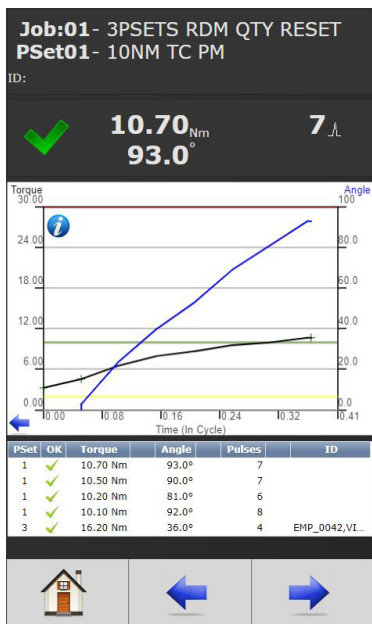 Job:01- 3PSETS RDM QTY RESET
PSet01- 10NM TC PM
ID:
10.70 Nm 7
93.0°
Torque Angle
30.00 100
24.00 80.0
18.00 60.0
12.00 40.0
6.00 20.0
0.00 0.0
0.00 0.08 0.16 0.24 0.32 0.41
Time (In Cycle)
PSet OK Torque Angle Pulses ID
1 10.70 Nm 93.0° 7
1 10.50 Nm 90.0° 7
1 10.20 Nm 81.0° 6
1 10.10 Nm 92.0° 8
3 16.20 Nm 36.0° 4 EMP_0042,VI...